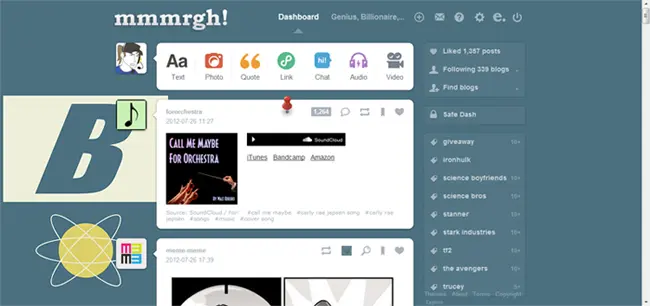 mmmrgh!
Dashboard
Genius, Billionaire,...
Aa
Text
Photo
Quote
Link
hi!
Chat
Audio
Video
Liked 1,357 posts
Following 339 blogs
Find blogs
Safe Dash
B
1,264
2012-07-26 11:27
CALL ME MAYBE
FOR ORCHESTRA
SOUNDCLOUD
iTunes Bandcamp Amazon
Source: SoundCloud /
#call me maybe #carly rae jepsen song #carly rae
jepsen #songs #music #cover song
giveaway
ironhulk
science boyfriends
science bros
stanner
stark industries
tf2
the avengers
trucey
2012-07-26 17:39
Themes About Terms Copyright